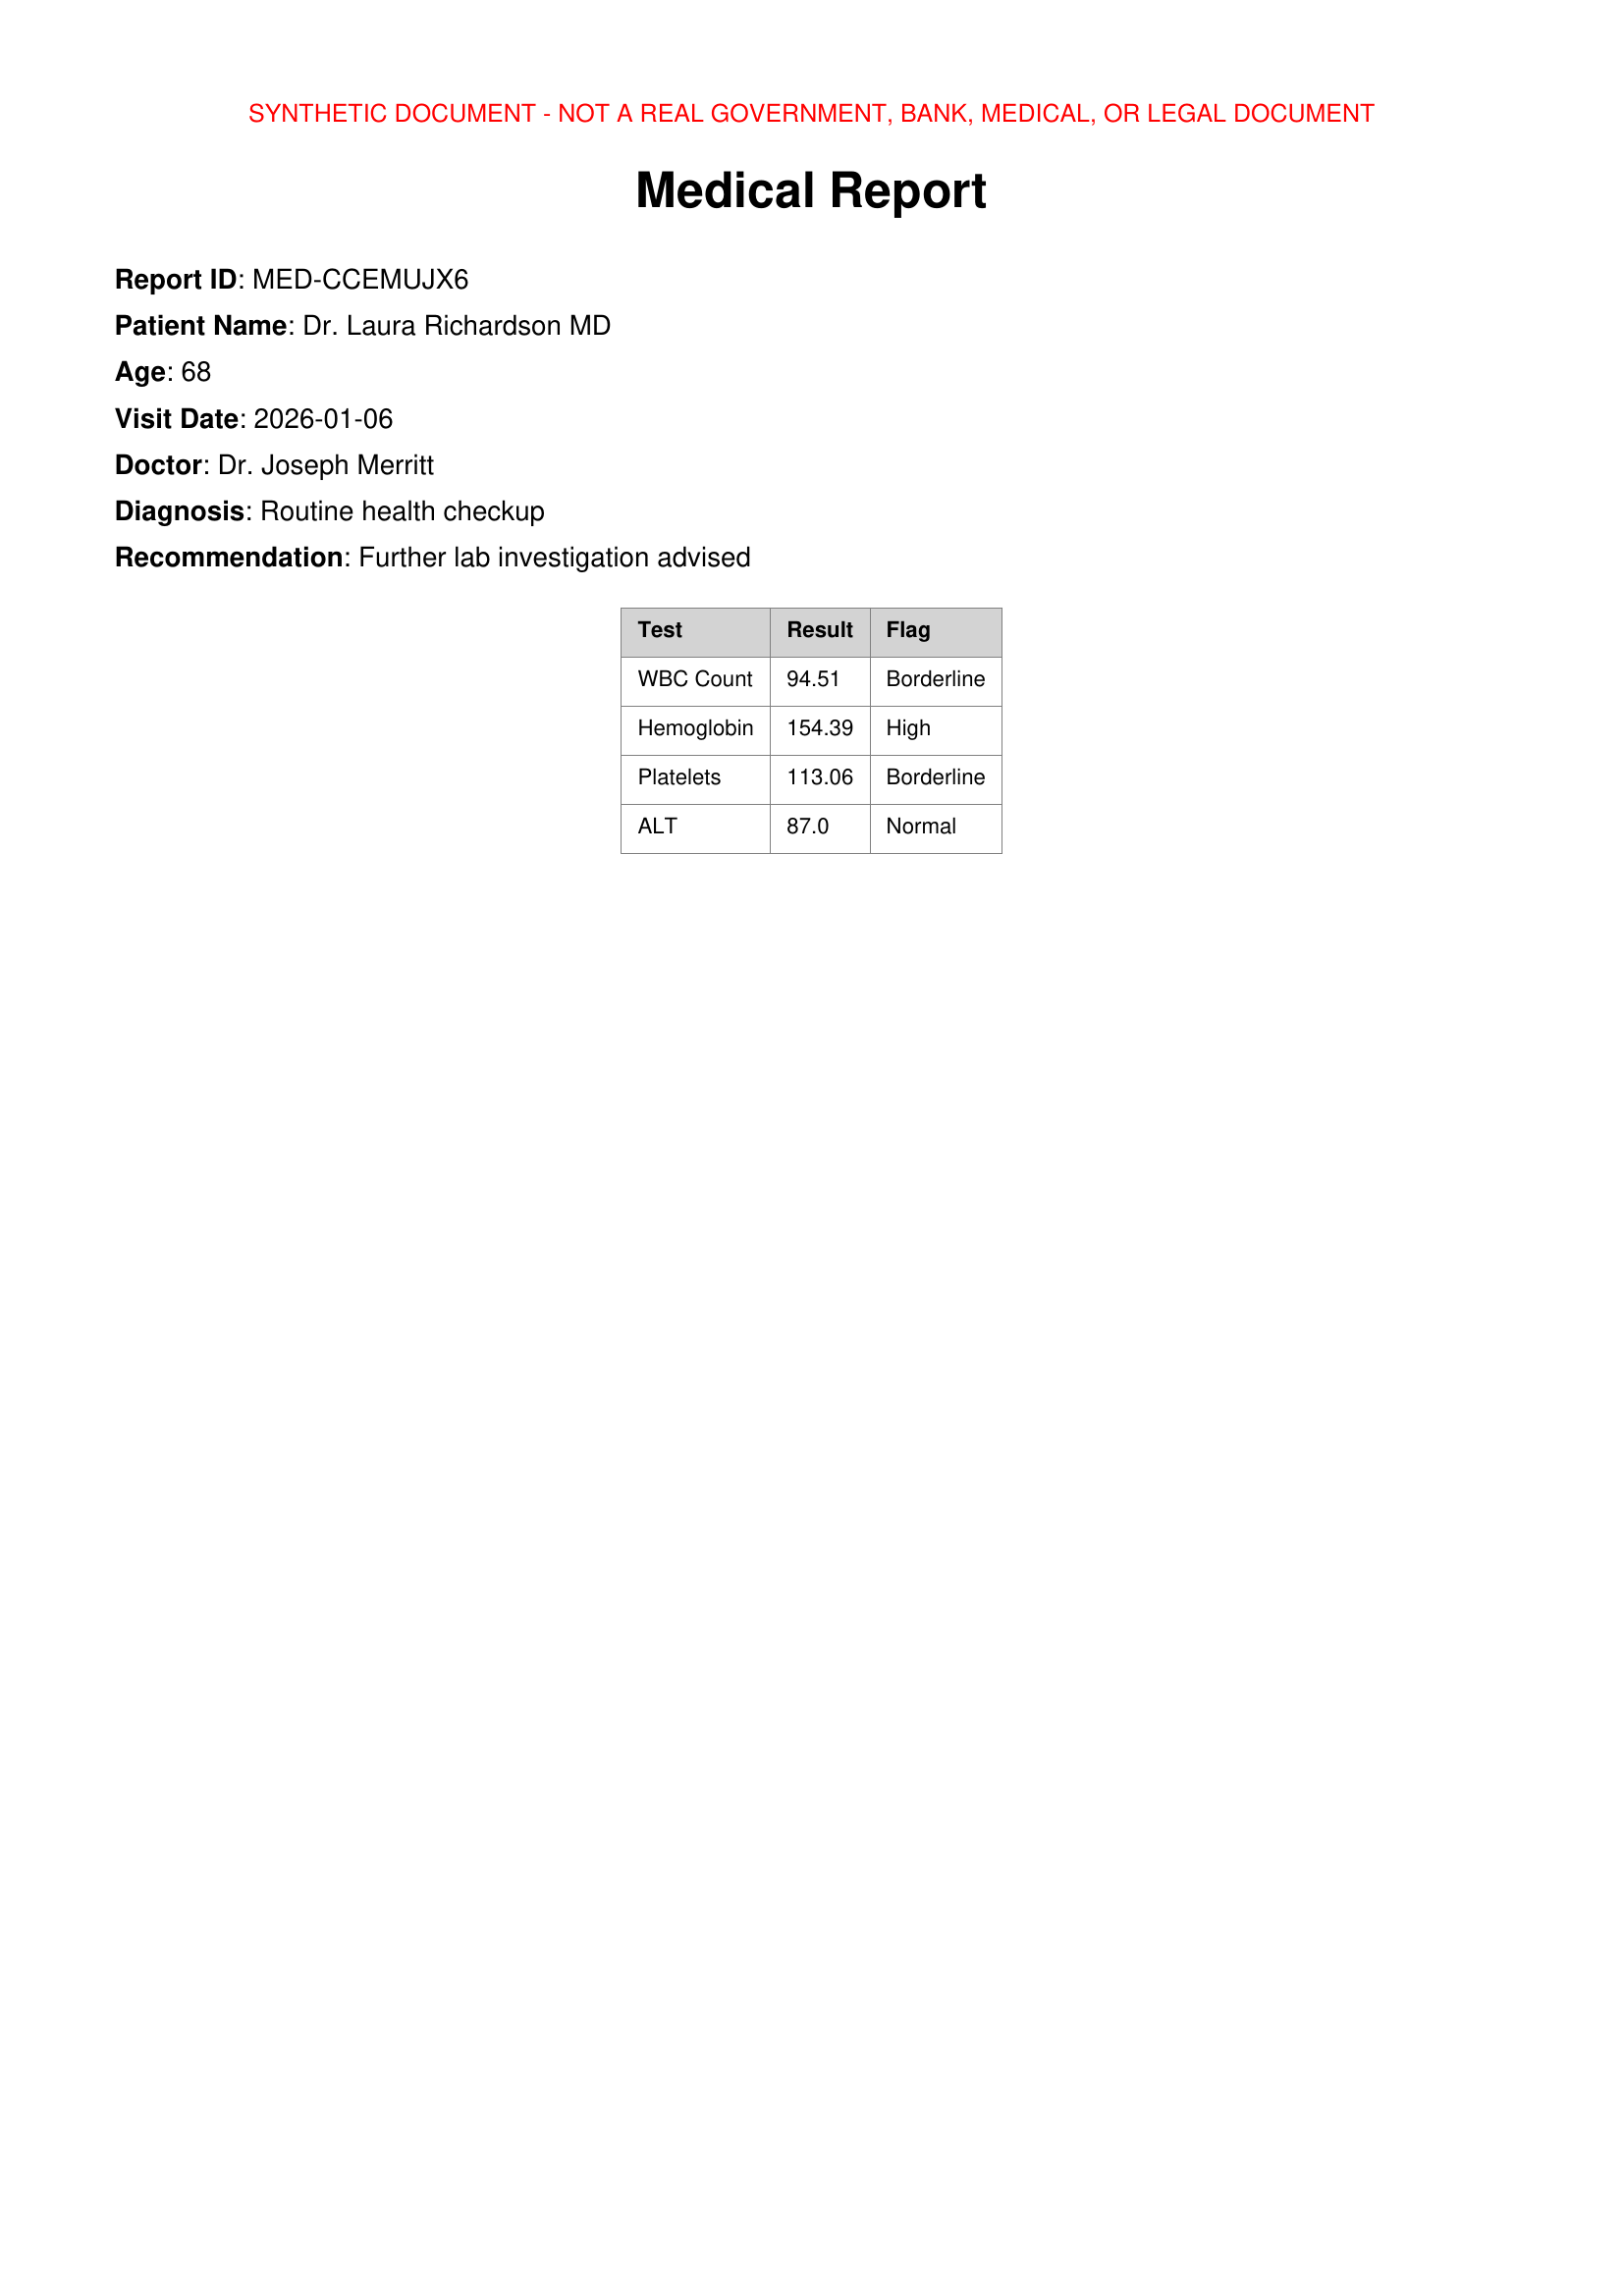 SYNTHETIC DOCUMENT - NOT A REAL GOVERNMENT, BANK, MEDICAL, OR LEGAL DOCUMENT
Medical Report
Report ID: MED-CCEMUJX6
Patient Name: Dr. Laura Richardson MD
Age: 68
Visit Date: 2026-01-06
Doctor: Dr. Joseph Merritt
Diagnosis: Routine health checkup
Recommendation: Further lab investigation advised
Test Result Flag
WBC Count 94.51 Borderline
Hemoglobin 154.39 High
Platelets 113.06 Borderline
ALT 87.0 Normal